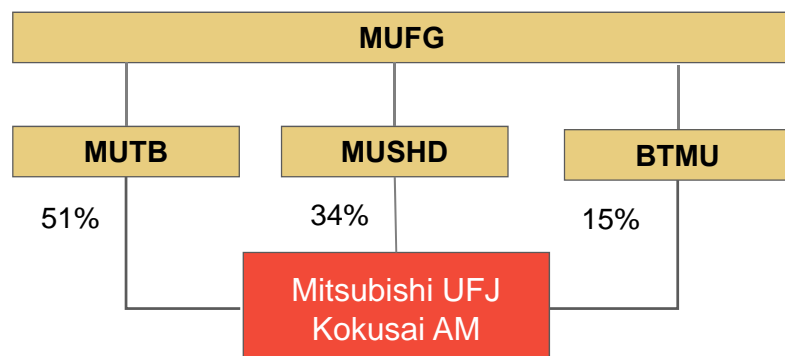 MUFG
MUTB
MUSHD
BTMU
51%
34%
15%
Mitsubishi UFJ
Kokusai AM